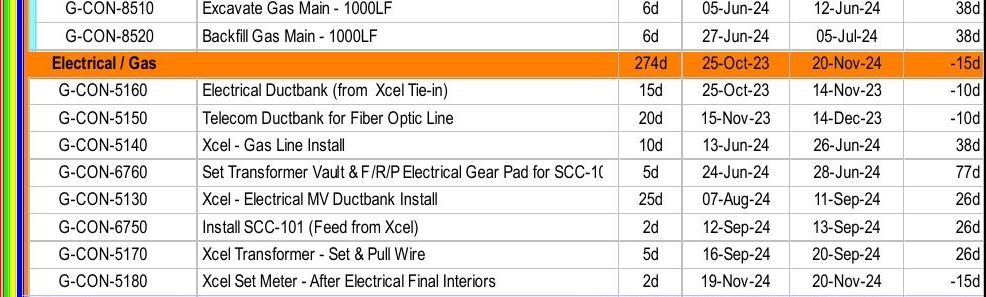 G-CON-8510 Excavate Gas Main - 1000LF 6d 05-Jun-24 12-Jun-24 38d
G-CON-8520 Backfill Gas Main - 1000LF 6d 27-Jun-24 05-Jul-24 38d
Electrical / Gas 274d 25-Oct-23 20-Nov-24 -15d
G-CON-5160 Electrical Ductbank (from Xcel Tie-in) 15d 25-Oct-23 14-Nov-23 -10d
G-CON-5150 Telecom Ductbank for Fiber Optic Line 20d 15-Nov-23 14-Dec-23 -10d
G-CON-5140 Xcel - Gas Line Install 10d 13-Jun-24 26-Jun-24 38d
G-CON-6760 Set Transformer Vault & F/R/P Electrical Gear Pad for SCC-10 5d 24-Jun-24 28-Jun-24 77d
G-CON-5130 Xcel - Electrical MV Ductbank Install 25d 07-Aug-24 11-Sep-24 26d
G-CON-6750 Install SCC-101 (Feed from Xcel) 2d 12-Sep-24 13-Sep-24 26d
G-CON-5170 Xcel Transformer - Set & Pull Wire 5d 16-Sep-24 20-Sep-24 26d
G-CON-5180 Xcel Set Meter - After Electrical Final Interiors 2d 19-Nov-24 20-Nov-24 -15d